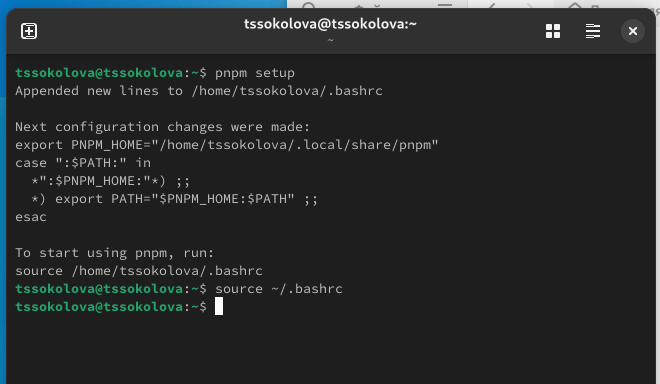 tssokolova@tssokolova:~
~
tssokolova@tssokolova:~$ pnpm setup
Appended new lines to /home/tssokolova/.bashrc

Next configuration changes were made:
export PNPM_HOME="/home/tssokolova/.local/share/pnpm"
case ":$PATH:" in
  *":$PNPM_HOME:"*) ;;
  *) export PATH="$PNPM_HOME:$PATH" ;;
esac

To start using pnpm, run:
source /home/tssokolova/.bashrc
tssokolova@tssokolova:~$ source ~/.bashrc
tssokolova@tssokolova:~$